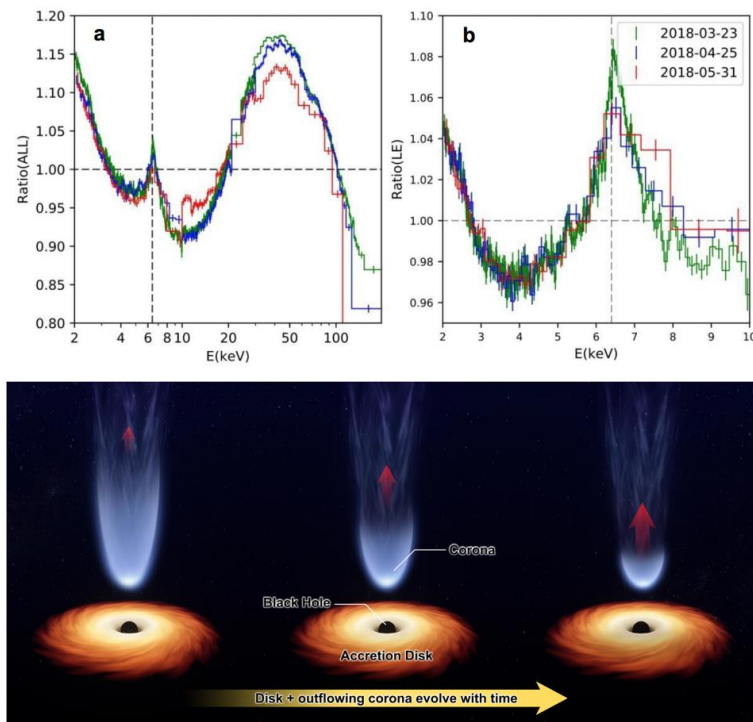 a
Ratio(ALL)
1.20
1.15
1.10
1.05
1.00
0.95
0.90
0.85
0.80
2 4 6 8 10 20 50 100
E(keV)
b
Ratio(LE)
1.10
1.08
1.06
1.04
1.02
1.00
0.98
0.96
2018-03-23
2018-04-25
2018-05-31
2 3 4 5 6 7 8 9 10
E(keV)
Corona
Black Hole
Accretion Disk
Disk + outflowing corona evolve with time